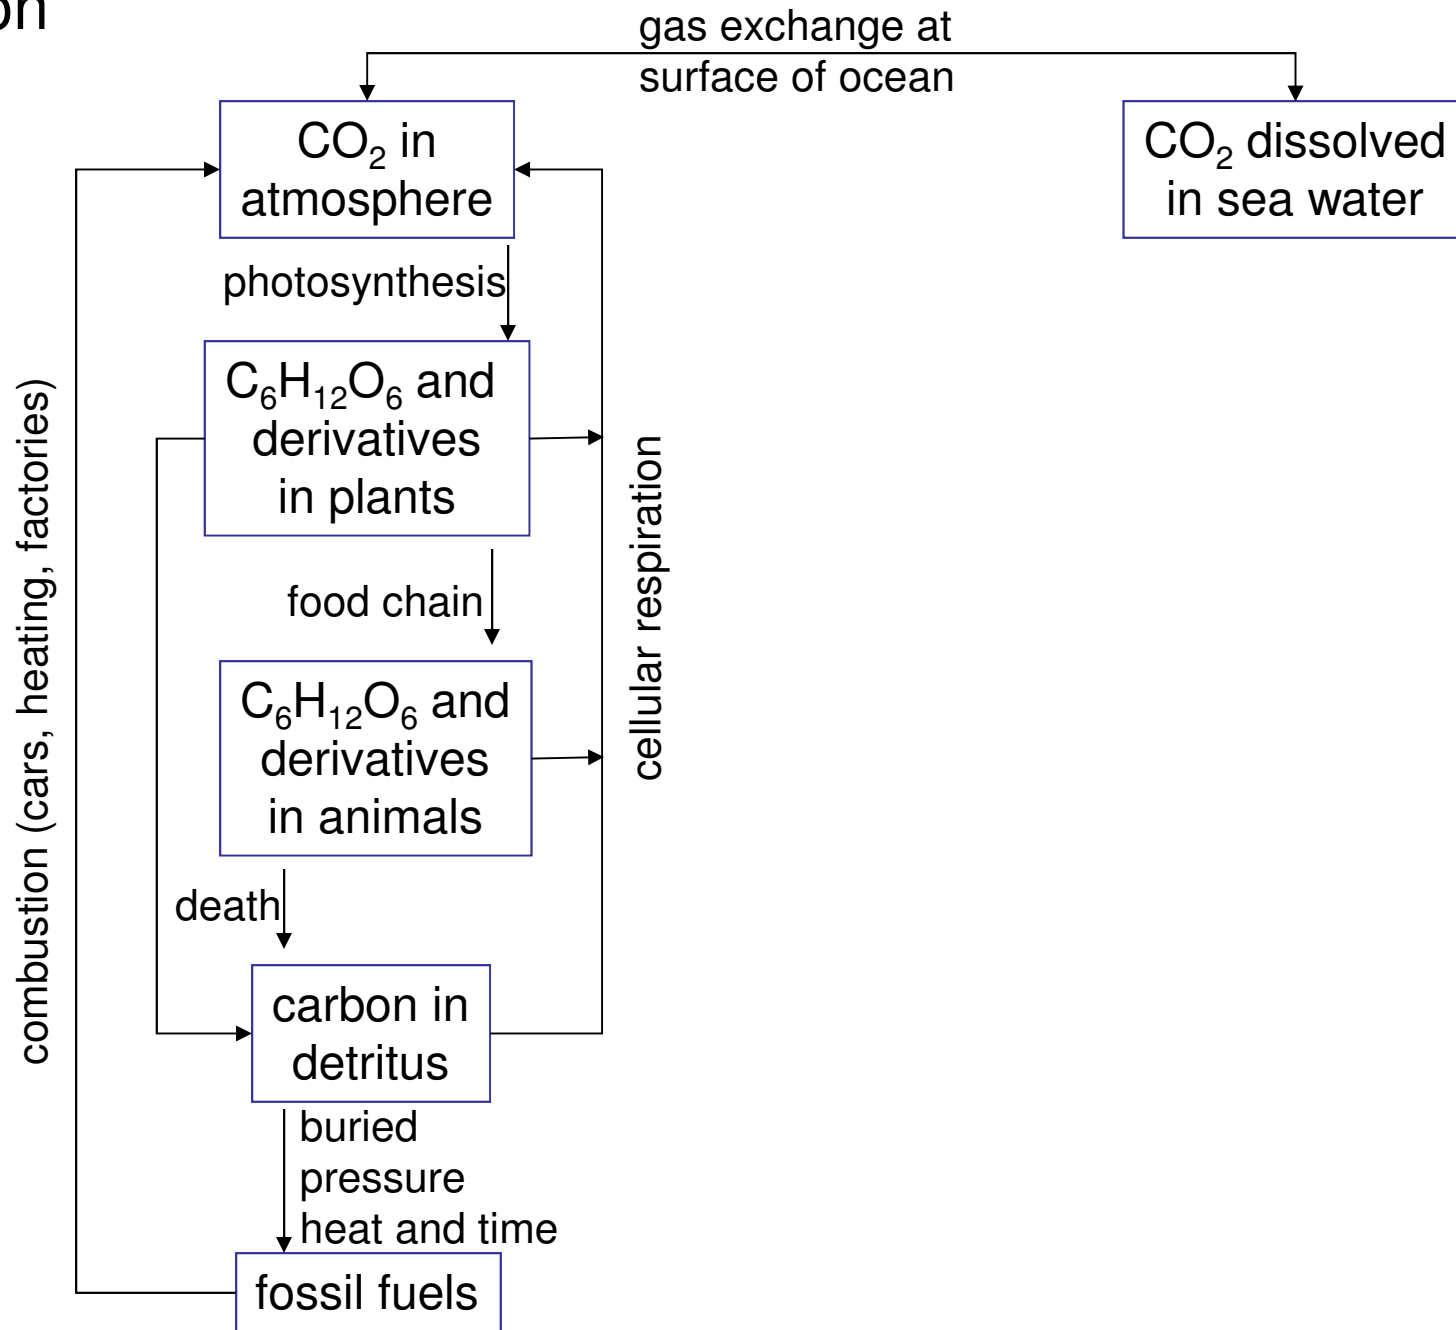 on
gas exchange at
surface of ocean
CO₂ in
atmosphere
CO₂ dissolved
in sea water
photosynthesis
C₆H₁₂O₆ and
derivatives
in plants
food chain
C₆H₁₂O₆ and
derivatives
in animals
death
carbon in
detritus
buried
pressure
heat and time
fossil fuels
combustion (cars, heating, factories)
cellular respiration